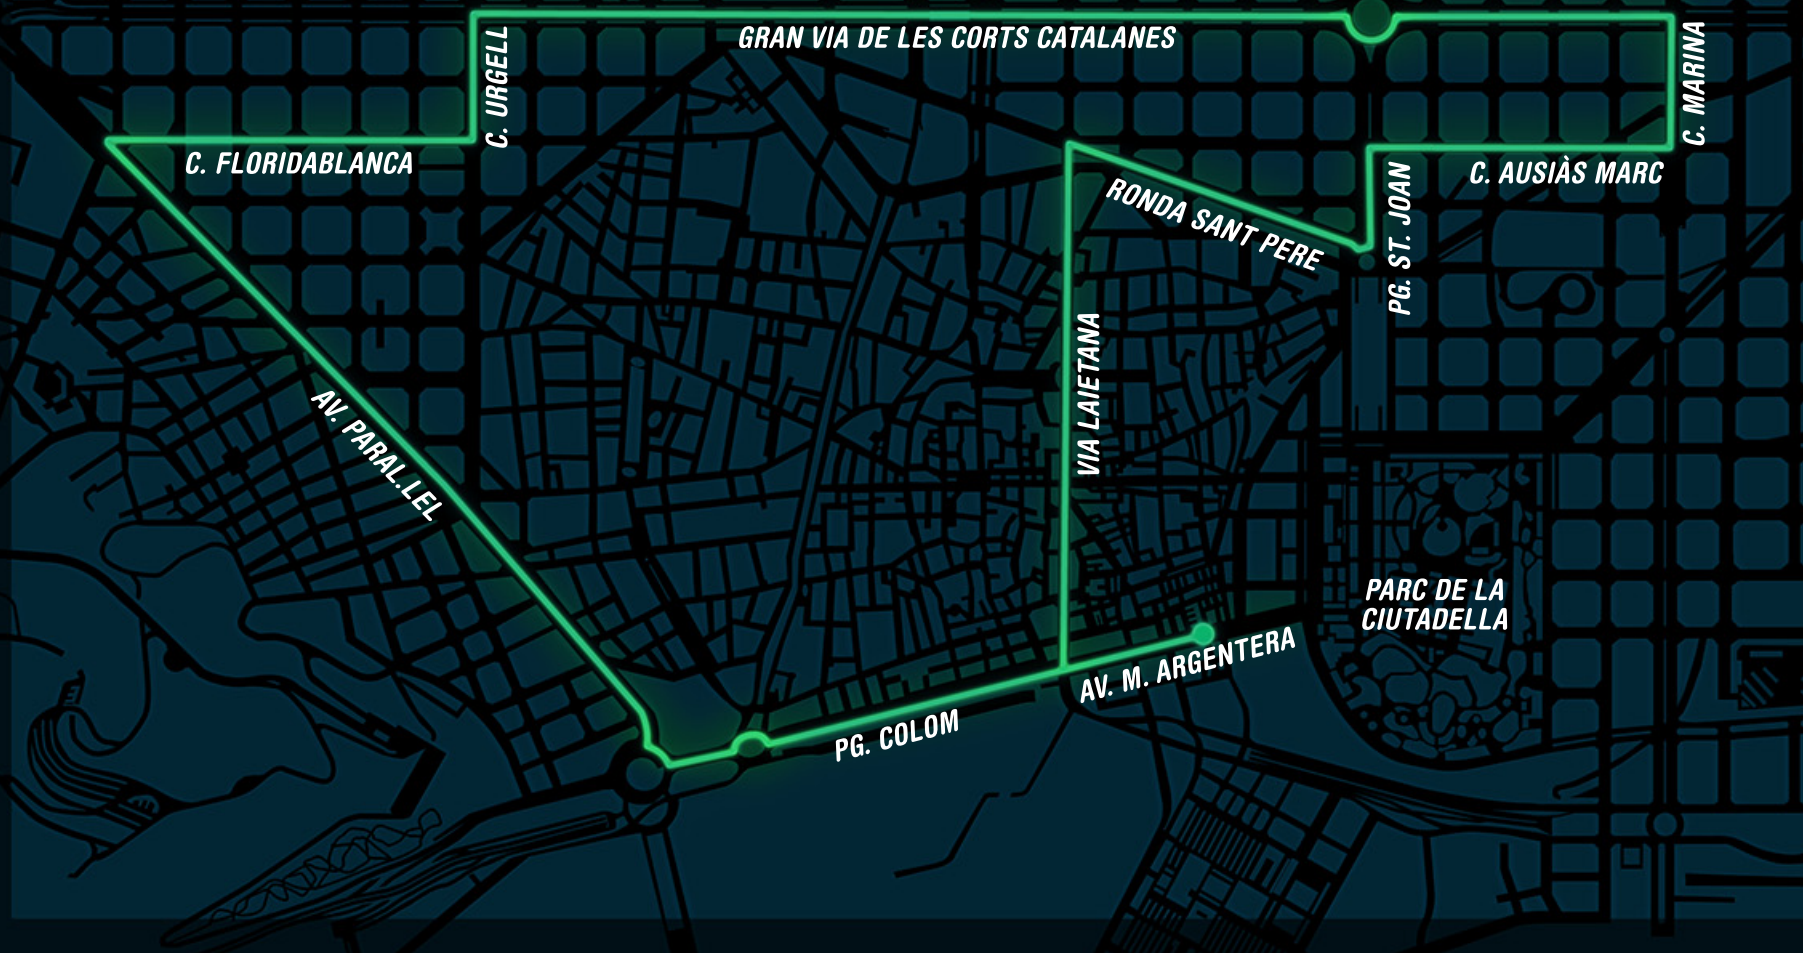 GRAN VIA DE LES CORTS CATALANES
C. URGELL
C. MARINA
C. FLORIDABLANCA
C. AUSIÀS MARC
RONDA SANT PERE
PG. ST. JOAN
VIA LAIETANA
AV. PARAL.LEL
PARC DE LA
CIUTADELLA
AV. M. ARGENTERA
PG. COLOM